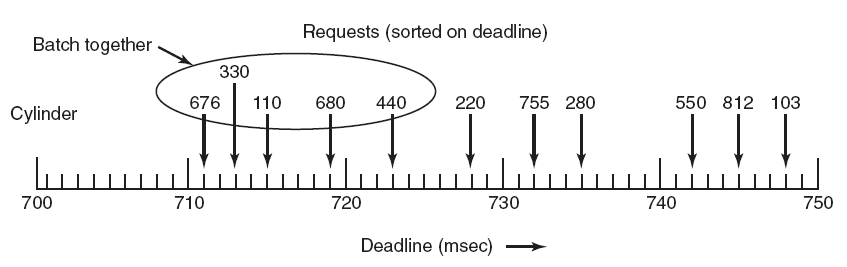 Requests (sorted on deadline)
Batch together
330
676 110 680 440 220 755 280 550 812 103
Cylinder
700 710 720 730 740 750
Deadline (msec)